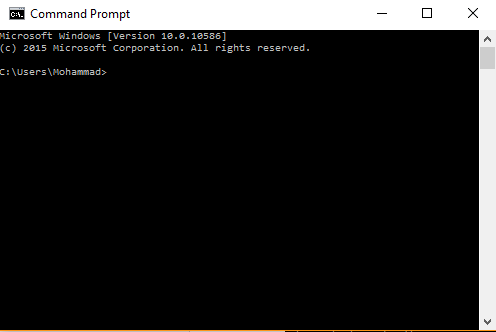 Command Prompt
Microsoft Windows [Version 10.0.10586]
(c) 2015 Microsoft Corporation. All rights reserved.
C:\Users\Mohammad>